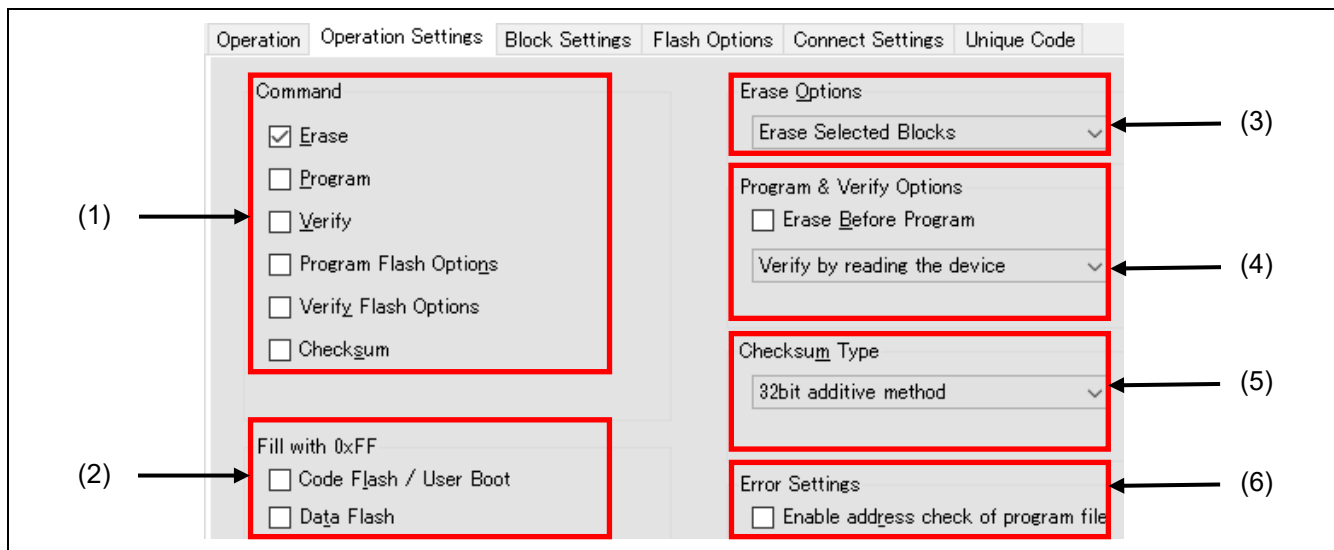 Operation Operation Settings Block Settings Flash Options Connect Settings Unique Code
Command
Erase
Program
Verify
Program Flash Options
Verify Flash Options
Checksum
(1)
Fill with 0xFF
Code Flash / User Boot
Data Flash
(2)
Erase Options
Erase Selected Blocks
(3)
Program & Verify Options
Erase Before Program
Verify by reading the device
(4)
Checksum Type
32bit additive method
(5)
Error Settings
Enable address check of program file
(6)